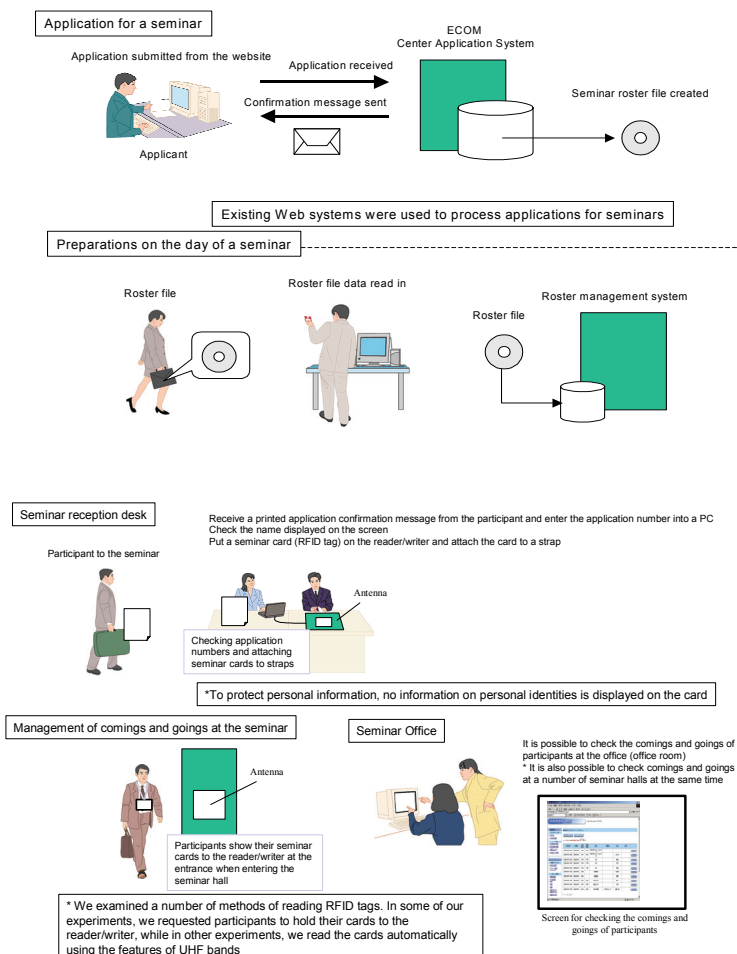 Application for a seminar
ECOM
Center Application System
Application submitted from the website
Application received
Confirmation message sent
Seminar roster file created
Applicant
Existing Web systems were used to process applications for seminars
Preparations on the day of a seminar
Roster file
Roster file data read in
Roster management system
Roster file
Seminar reception desk
Receive a printed application confirmation message from the participant and enter the application number into a PC
Check the name displayed on the screen
Put a seminar card (RFID tag) on the reader/writer and attach the card to a strap
Participant to the seminar
Antenna
Checking application
numbers and attaching
seminar cards to straps
*To protect personal information, no information on personal identities is displayed on the card
Management of comings and goings at the seminar
Antenna
Participants show their seminar
cards to the reader/writer at the
entrance when entering the
seminar hall
* We examined a number of methods of reading RFID tags. In some of our
experiments, we requested participants to hold their cards to the
reader/writer, while in other experiments, we read the cards automatically
using the features of UHF bands
Seminar Office
It is possible to check the comings and goings of
participants at the office (office room)
* It is also possible to check comings and goings
at a number of seminar halls at the same time
Screen for checking the comings and
goings of participants